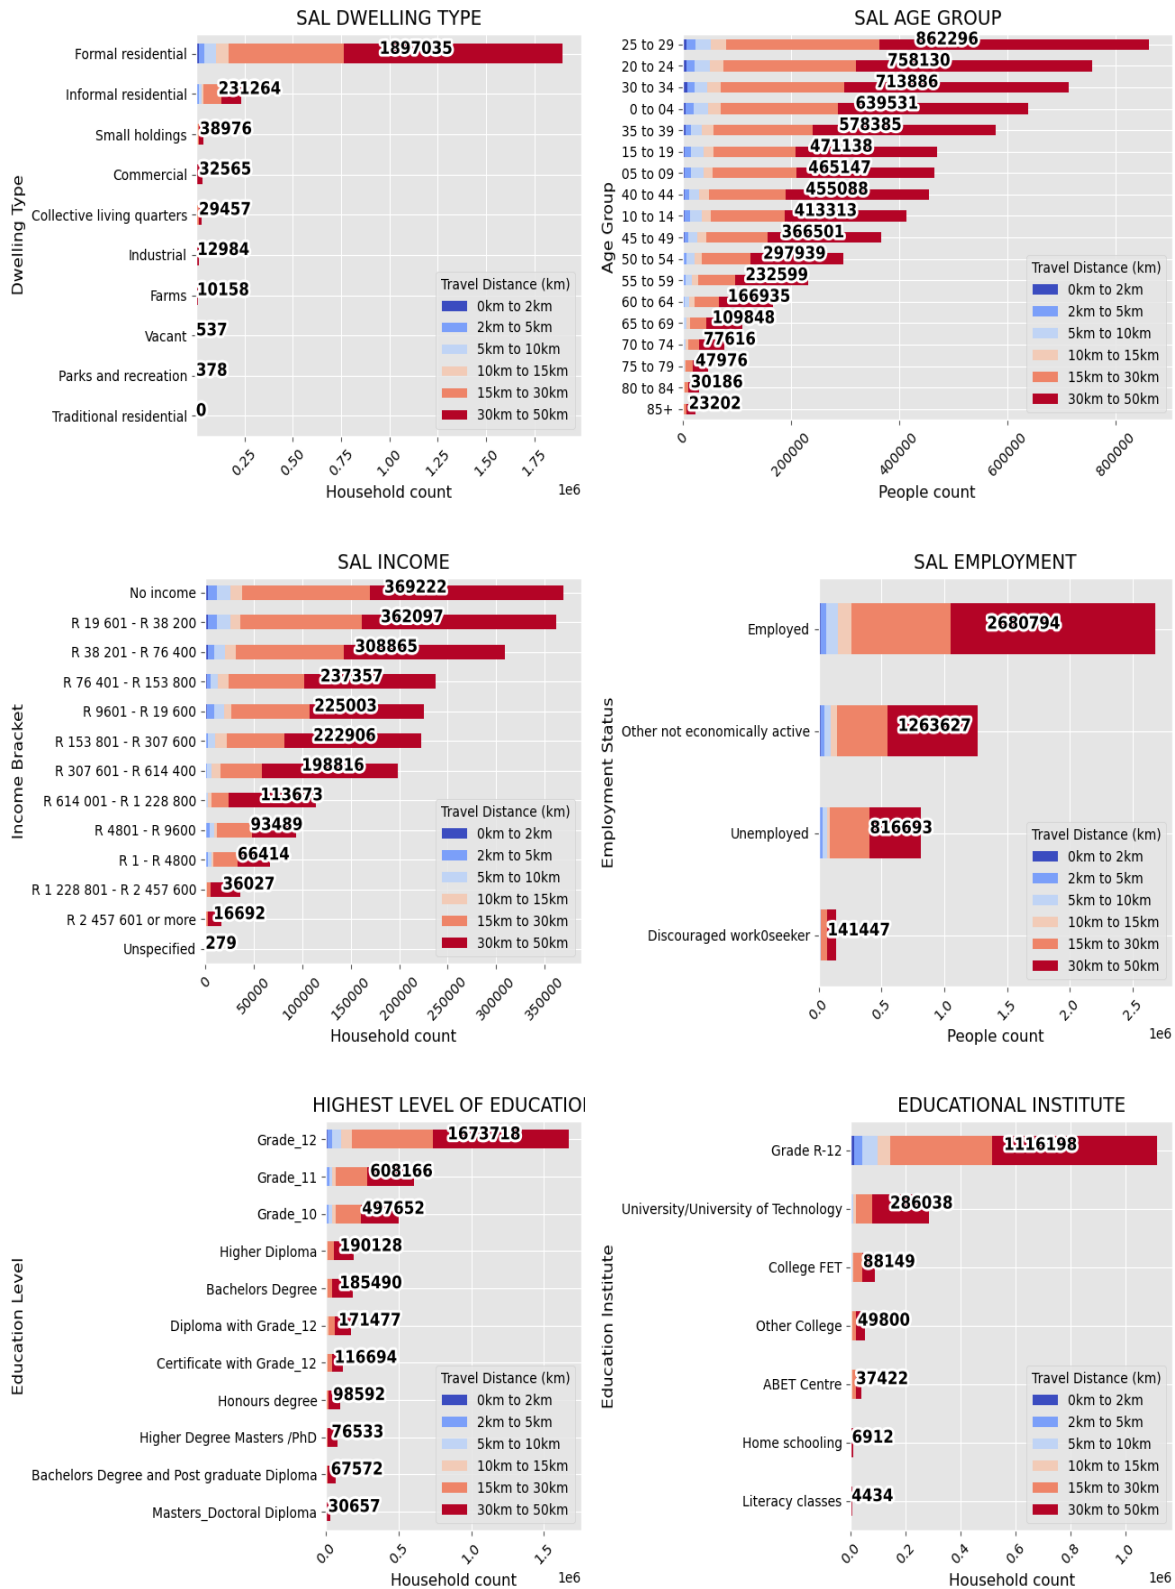 SAL DWELLING TYPE
Dwelling Type
Formal residential 1897035
Informal residential 231264
Small holdings 38976
Commercial 32565
Collective living quarters 29457
Industrial 12984
Farms 10158
Vacant 537
Parks and recreation 378
Traditional residential 0
Travel Distance (km)
0km to 2km
2km to 5km
5km to 10km
10km to 15km
15km to 30km
30km to 50km
0.25 0.50 0.75 1.00 1.25 1.50 1.75
1e6
Household count
SAL AGE GROUP
Age Group
25 to 29 862296
20 to 24 758130
30 to 34 713886
0 to 04 639531
35 to 39 578385
15 to 19 471138
05 to 09 465147
40 to 44 455088
10 to 14 413313
45 to 49 366501
50 to 54 297939
55 to 59 232599
60 to 64 166935
65 to 69 109848
70 to 74 77616
75 to 79 47976
80 to 84 30186
85+ 23202
Travel Distance (km)
0km to 2km
2km to 5km
5km to 10km
10km to 15km
15km to 30km
30km to 50km
0 200000 400000 600000 800000
People count
SAL INCOME
Income Bracket
No income 369222
R 19 601 - R 38 200 362097
R 38 201 - R 76 400 308865
R 76 401 - R 153 800 237357
R 9601 - R 19 600 225003
R 153 801 - R 307 600 222906
R 307 601 - R 614 400 198816
R 614 001 - R 1 228 800 113673
R 4801 - R 9600 93489
R 1 - R 4800 66414
R 1 228 801 - R 2 457 600 36027
R 2 457 601 or more 16692
Unspecified 279
Travel Distance (km)
0km to 2km
2km to 5km
5km to 10km
10km to 15km
15km to 30km
30km to 50km
0 50000 100000 150000 200000 250000 300000 350000
Household count
SAL EMPLOYMENT
Employment Status
Employed 2680794
Other not economically active 1263627
Unemployed 816693
Discouraged work0seeker 141447
Travel Distance (km)
0km to 2km
2km to 5km
5km to 10km
10km to 15km
15km to 30km
30km to 50km
0.0 0.5 1.0 1.5 2.0 2.5
1e6
People count
HIGHEST LEVEL OF EDUCATIO
Education Level
Grade_12 1673718
Grade_11 608166
Grade_10 497652
Higher Diploma 190128
Bachelors Degree 185490
Diploma with Grade_12 171477
Certificate with Grade_12 116694
Honours degree 98592
Higher Degree Masters /PhD 76533
Bachelors Degree and Post graduate Diploma 67572
Masters_Doctoral Diploma 30657
Travel Distance (km)
0km to 2km
2km to 5km
5km to 10km
10km to 15km
15km to 30km
30km to 50km
0.0 0.5 1.0 1.5
1e6
Household count
EDUCATIONAL INSTITUTE
Education Institute
Grade R-12 1116198
University/University of Technology 286038
College FET 88149
Other College 49800
ABET Centre 37422
Home schooling 6912
Literacy classes 4434
Travel Distance (km)
0km to 2km
2km to 5km
5km to 10km
10km to 15km
15km to 30km
30km to 50km
0.0 0.2 0.4 0.6 0.8 1.0
1e6
Household count